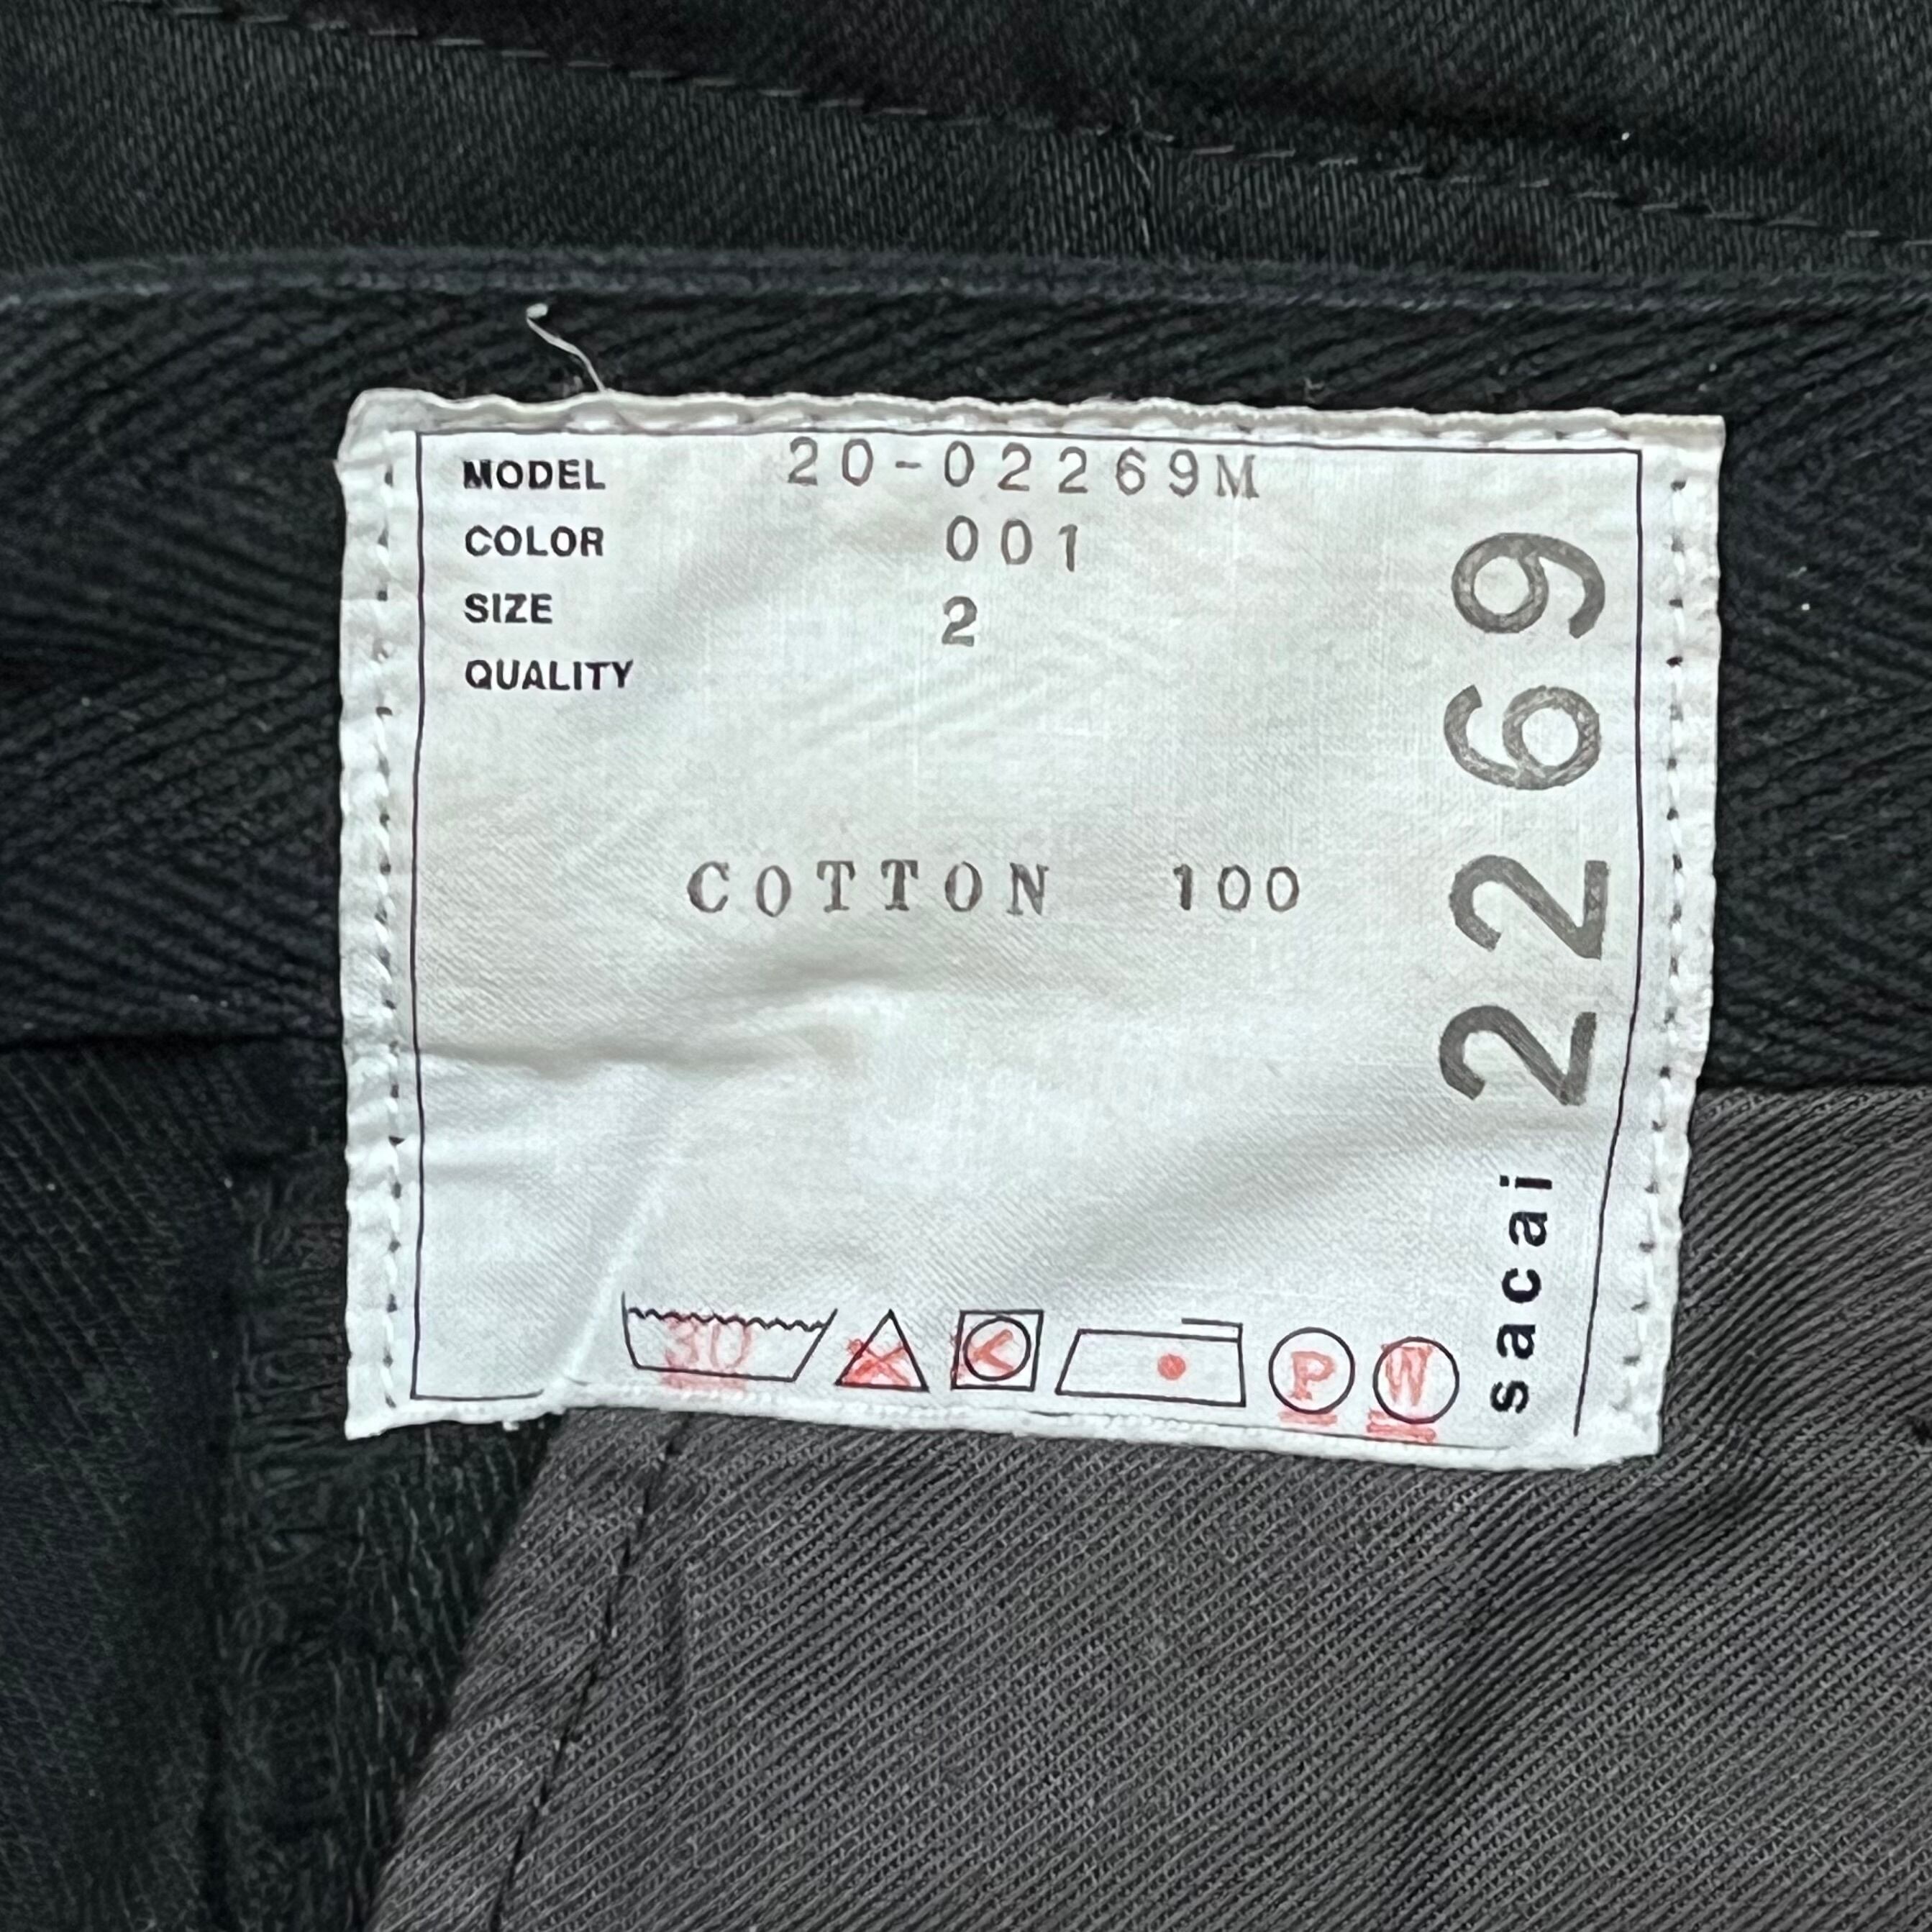 MODEL 20-02269M
COLOR 001
SIZE 2
QUALITY
COTTON 100
sacai 2269
30
P W